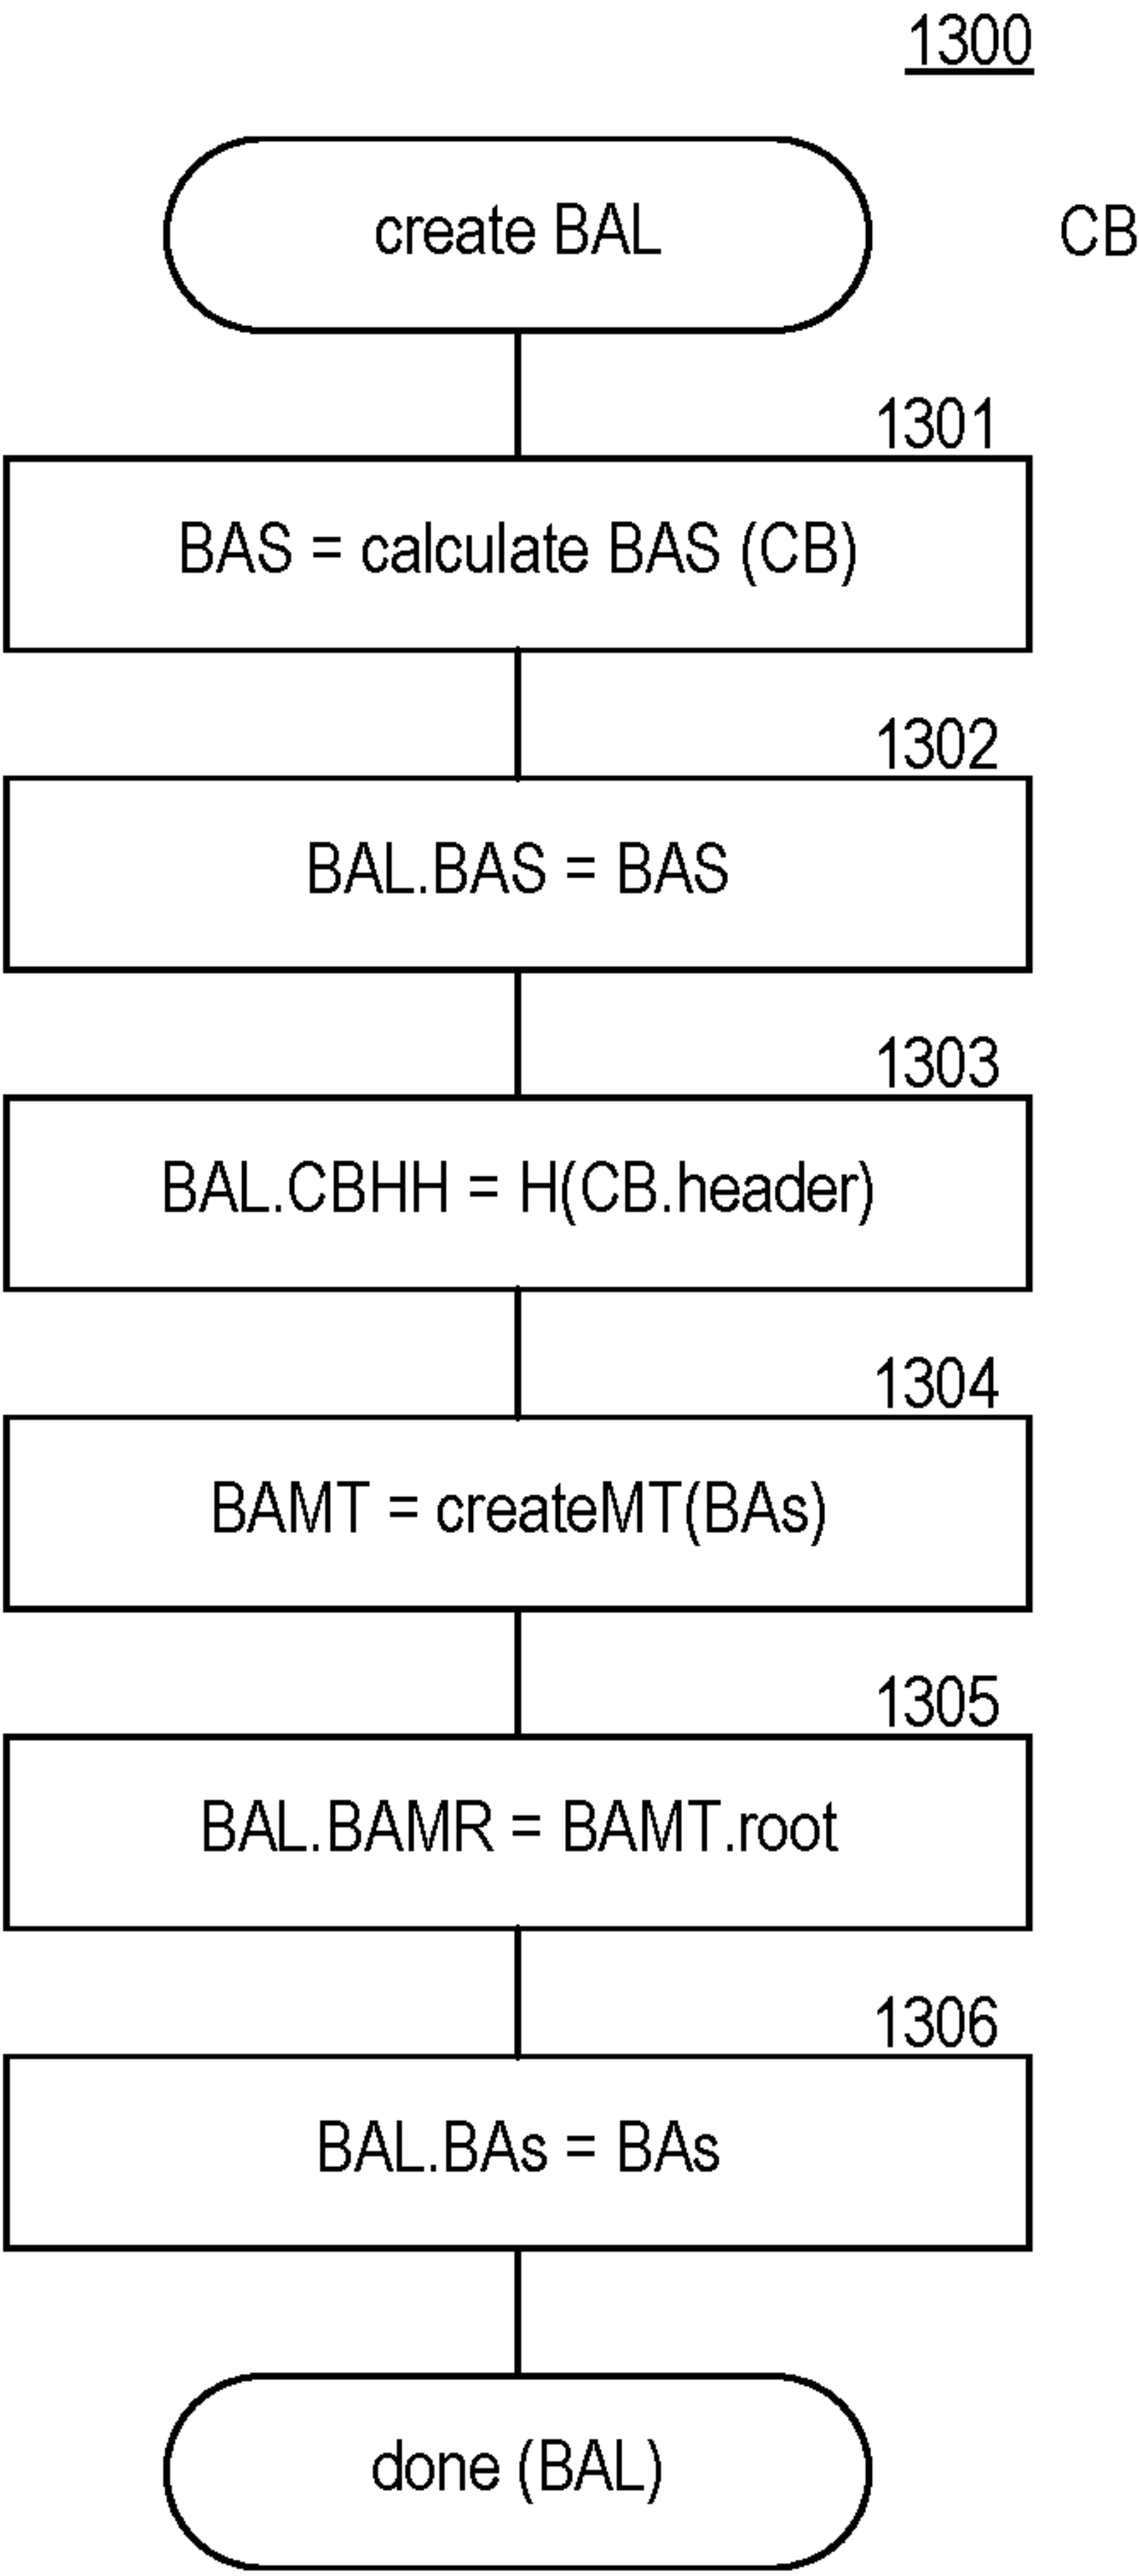 1300
create BAL
CB
1301
BAS = calculate BAS (CB)
1302
BAL.BAS = BAS
1303
BAL.CBHH = H(CB.header)
1304
BAMT = createMT(BAs)
1305
BAL.BAMR = BAMT.root
1306
BAL.BAs = BAs
done (BAL)